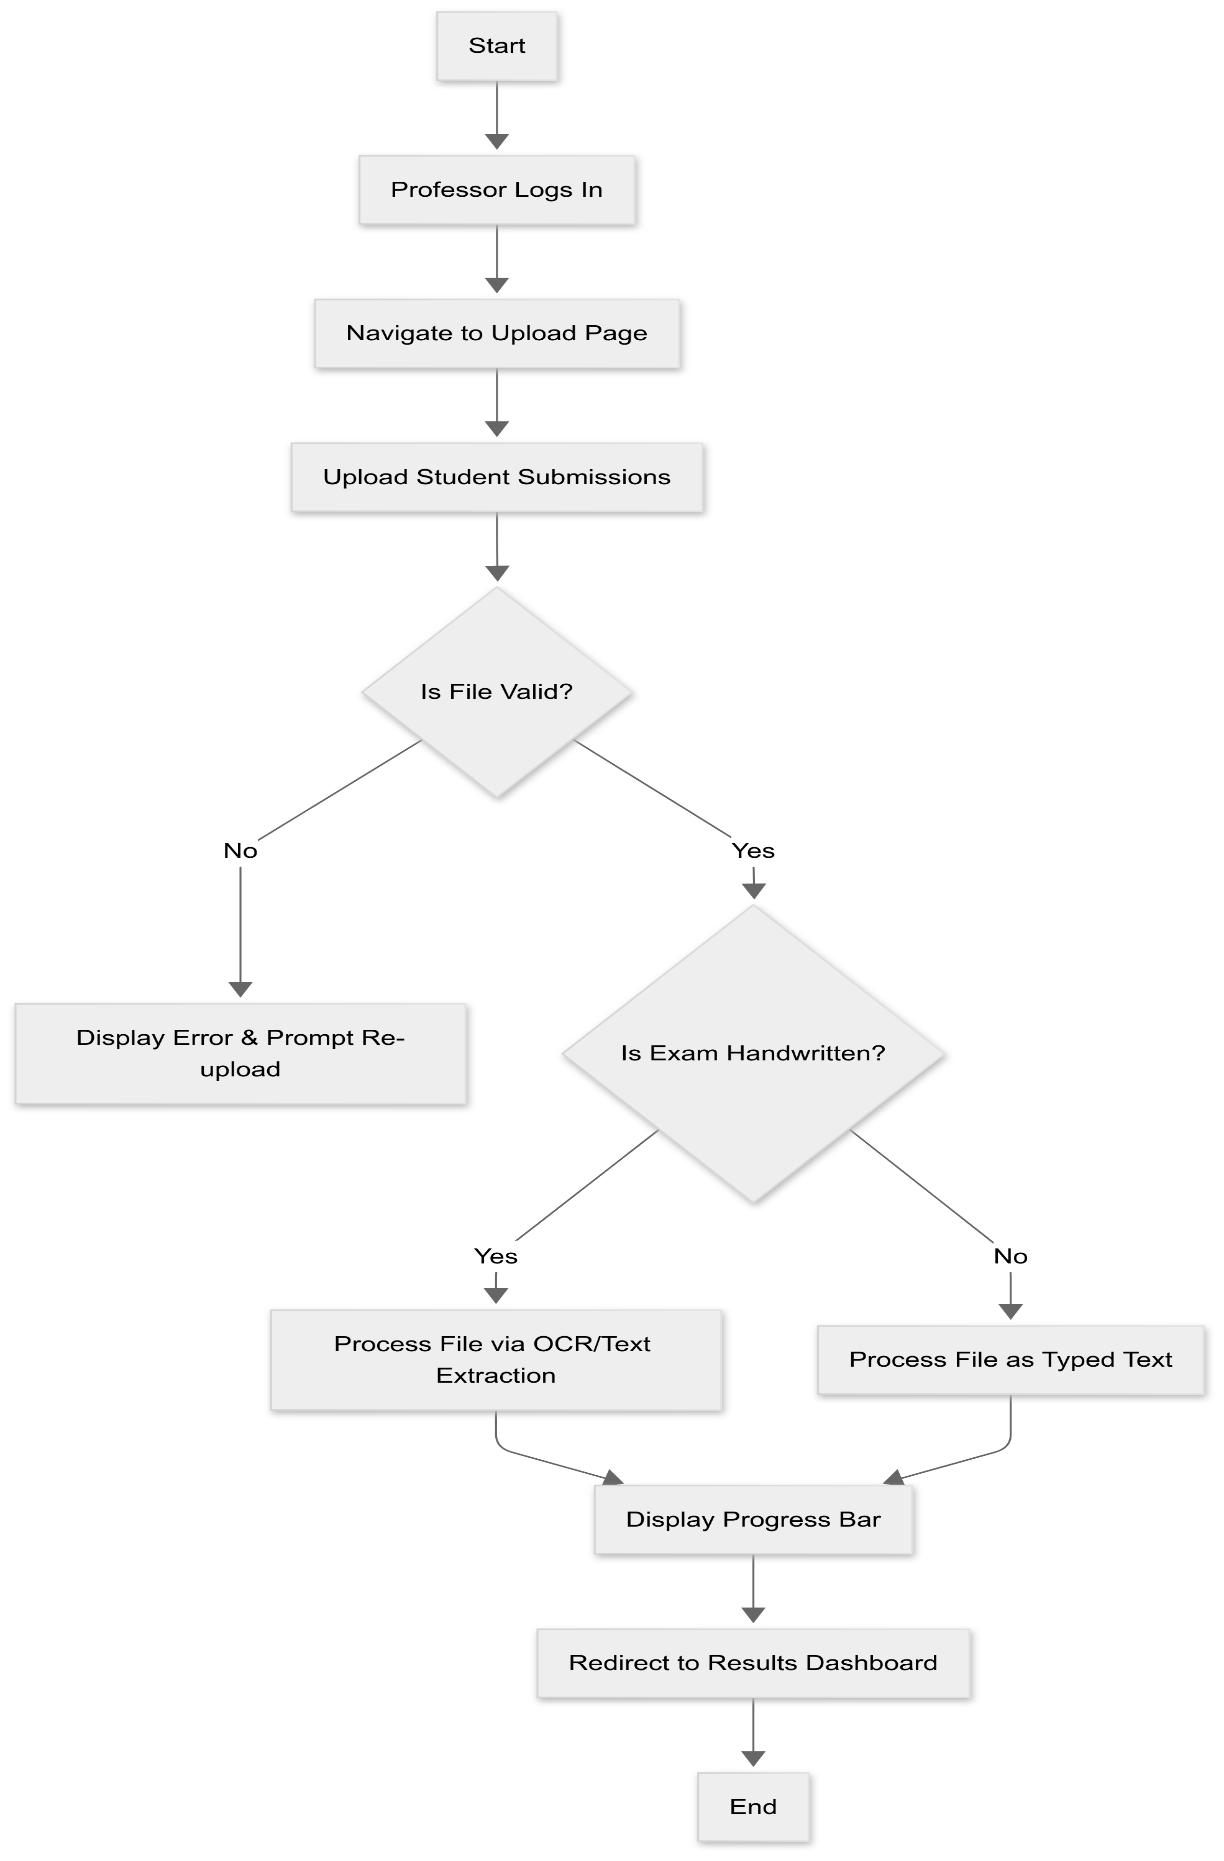 Start
Professor Logs In
Navigate to Upload Page
Upload Student Submissions
Is File Valid?
No
Yes
Display Error & Prompt Re-
upload
Is Exam Handwritten?
Yes
No
Process File via OCR/Text
Extraction
Process File as Typed Text
Display Progress Bar
Redirect to Results Dashboard
End